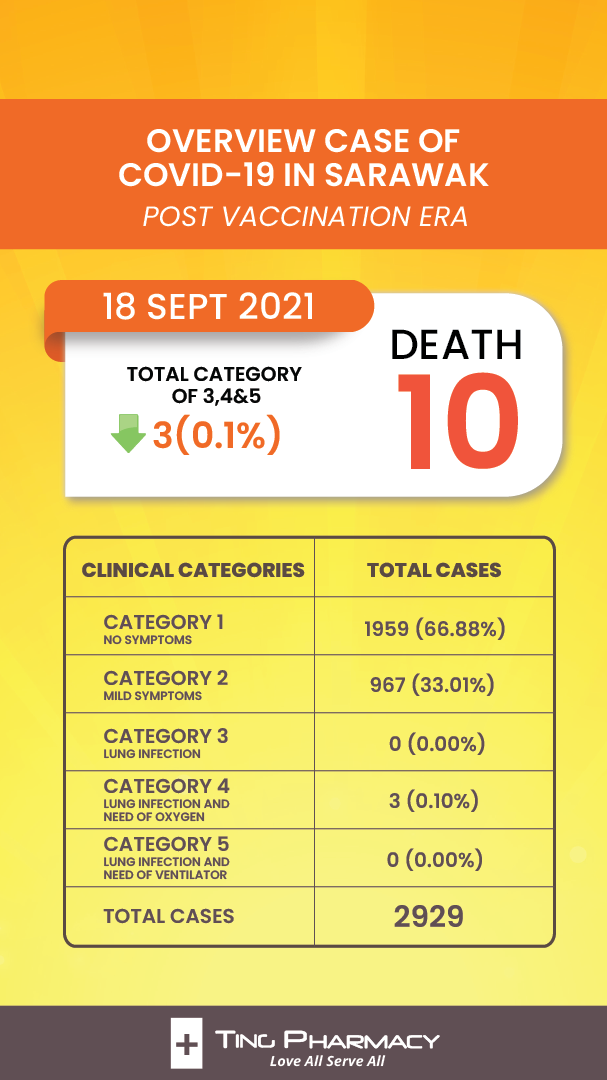 OVERVIEW CASE OF
COVID-19 IN SARAWAK
POST VACCINATION ERA
18 SEPT 2021
TOTAL CATEGORY
OF 3,4&5
3(0.1%)
DEATH
10
CLINICAL CATEGORIES TOTAL CASES
CATEGORY 1
NO SYMPTOMS
1959 (66.88%)
CATEGORY 2
MILD SYMPTOMS
967 (33.01%)
CATEGORY 3
LUNG INFECTION
0 (0.00%)
CATEGORY 4
LUNG INFECTION AND
NEED OF OXYGEN
3 (0.10%)
CATEGORY 5
LUNG INFECTION AND
NEED OF VENTILATOR
0 (0.00%)
TOTAL CASES 2929
TING PHARMACY
Love All Serve All